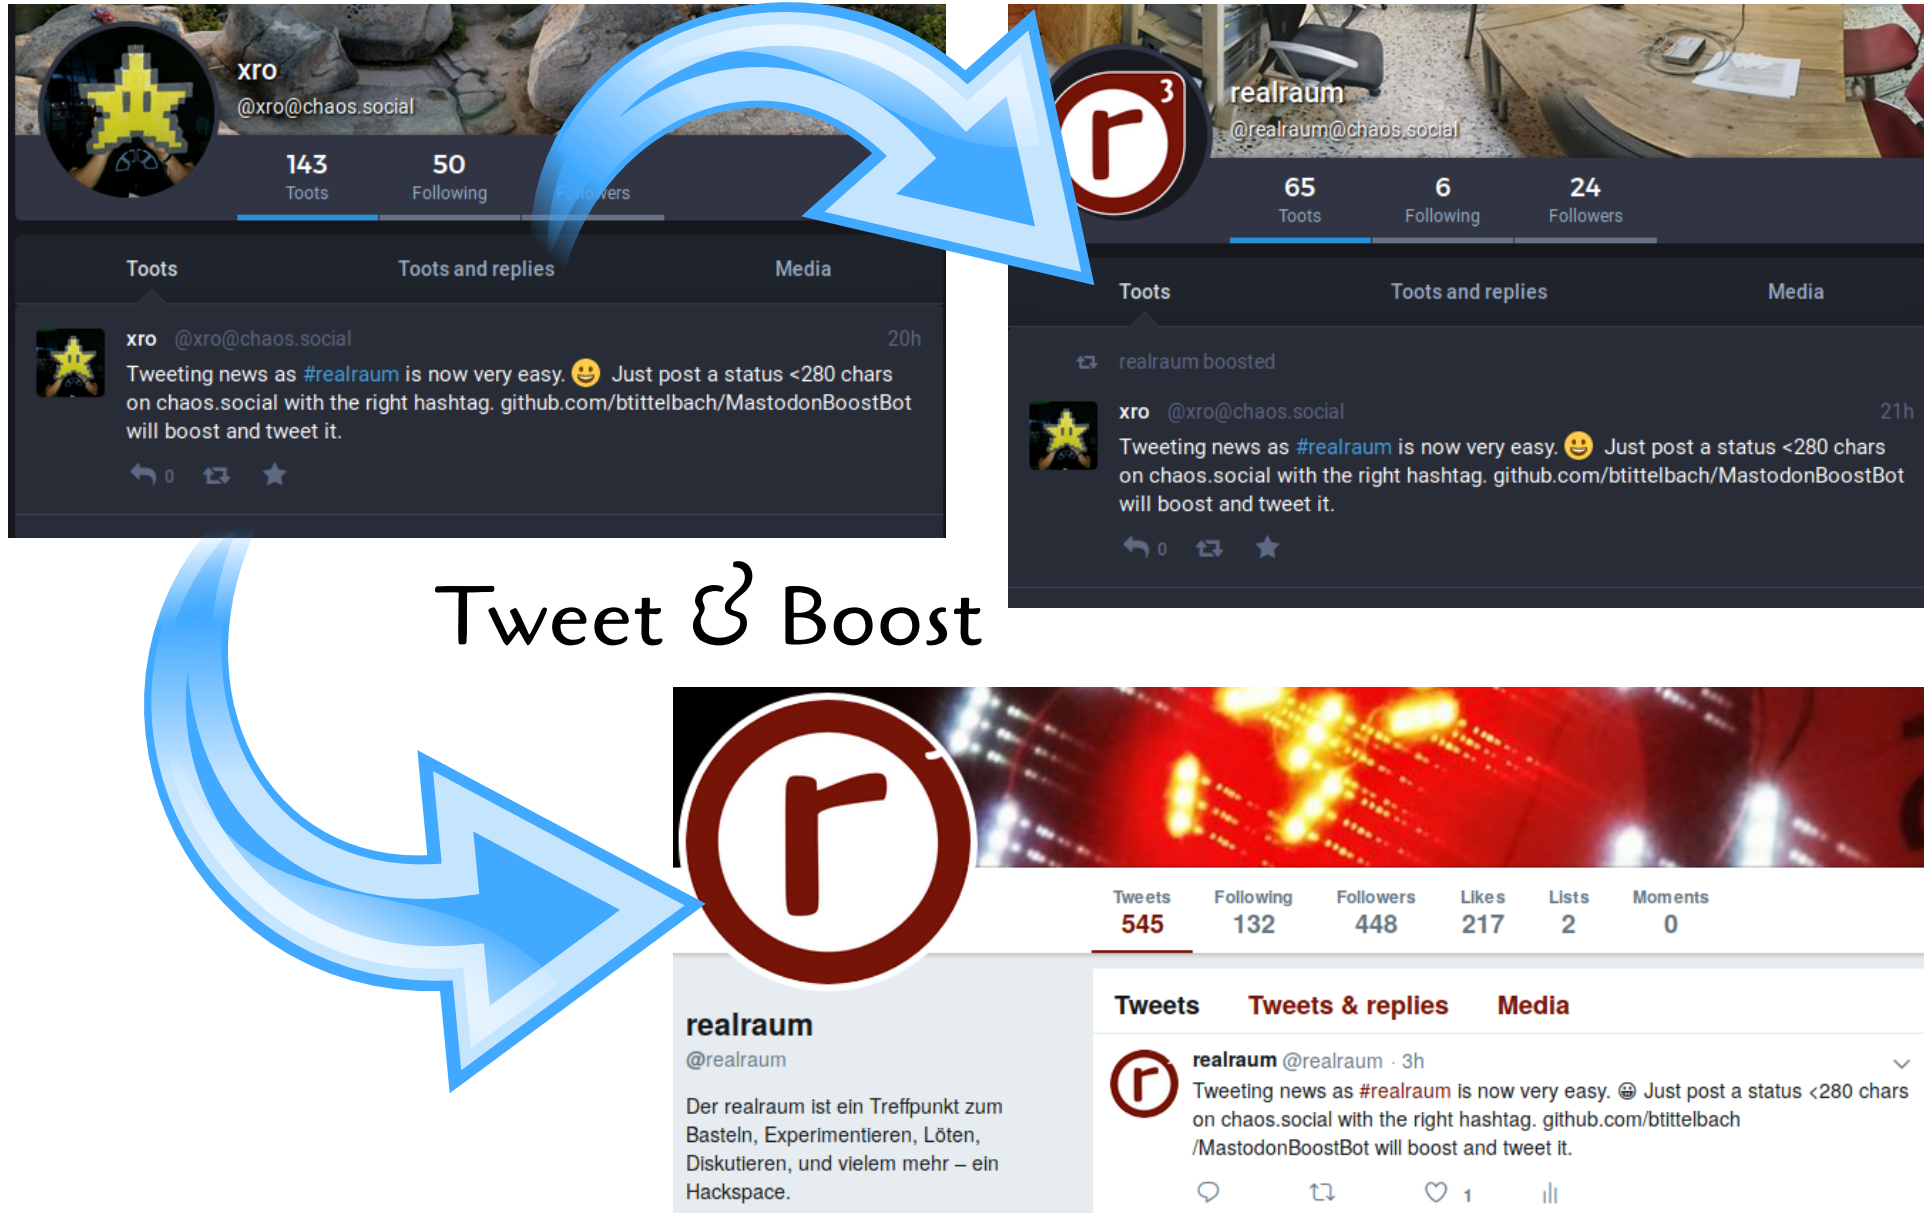 xro
@xro@chaos.social
143 50
Toots Following Followers
Toots Toots and replies Media
xro @xro@chaos.social 20h
Tweeting news as #realraum is now very easy. 😀 Just post a status <280 chars
on chaos.social with the right hashtag. github.com/btittelbach/MastodonBoostBot
will boost and tweet it.
0
r3
realraum
@realraum@chaos.social
65 6 24
Toots Following Followers
Toots Toots and replies Media
realraum boosted
xro @xro@chaos.social 21h
Tweeting news as #realraum is now very easy. 😀 Just post a status <280 chars
on chaos.social with the right hashtag. github.com/btittelbach/MastodonBoostBot
will boost and tweet it.
0
Tweet & Boost
r
Tweets Following Followers Likes Lists Moments
545 132 448 217 2 0
realraum
@realraum
Der realraum ist ein Treffpunkt zum
Basteln, Experimentieren, Löten,
Diskutieren, und vielem mehr – ein
Hackspace.
Tweets Tweets & replies Media
r
realraum @realraum · 3h
Tweeting news as #realraum is now very easy. 😀 Just post a status <280 chars
on chaos.social with the right hashtag. github.com/btittelbach
/MastodonBoostBot will boost and tweet it.
1